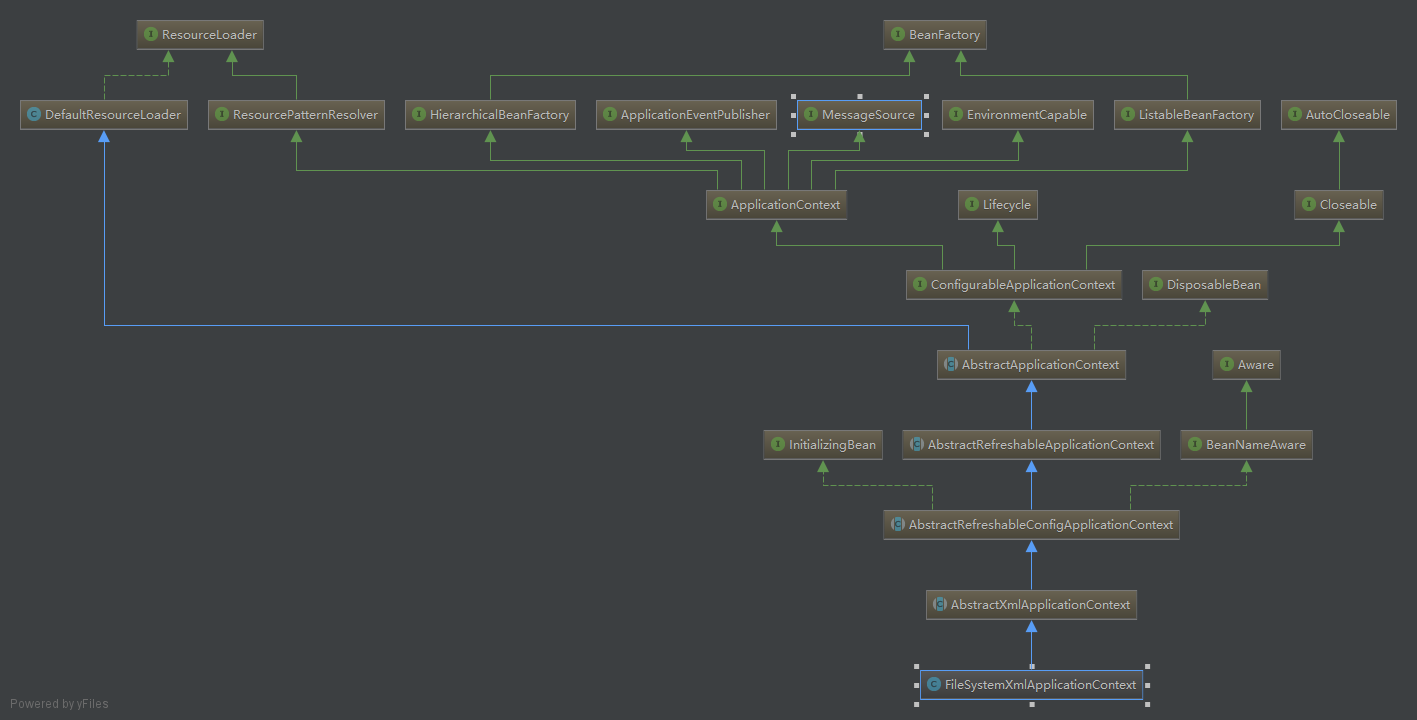 ResourceLoader
BeanFactory
DefaultResourceLoader
ResourcePatternResolver
HierarchicalBeanFactory
ApplicationEventPublisher
MessageSource
EnvironmentCapable
ListableBeanFactory
AutoCloseable
ApplicationContext
Lifecycle
Closeable
ConfigurableApplicationContext
DisposableBean
AbstractApplicationContext
Aware
InitializingBean
AbstractRefreshableApplicationContext
BeanNameAware
AbstractRefreshableConfigApplicationContext
AbstractXmlApplicationContext
FileSystemXmlApplicationContext
Powered by yFiles